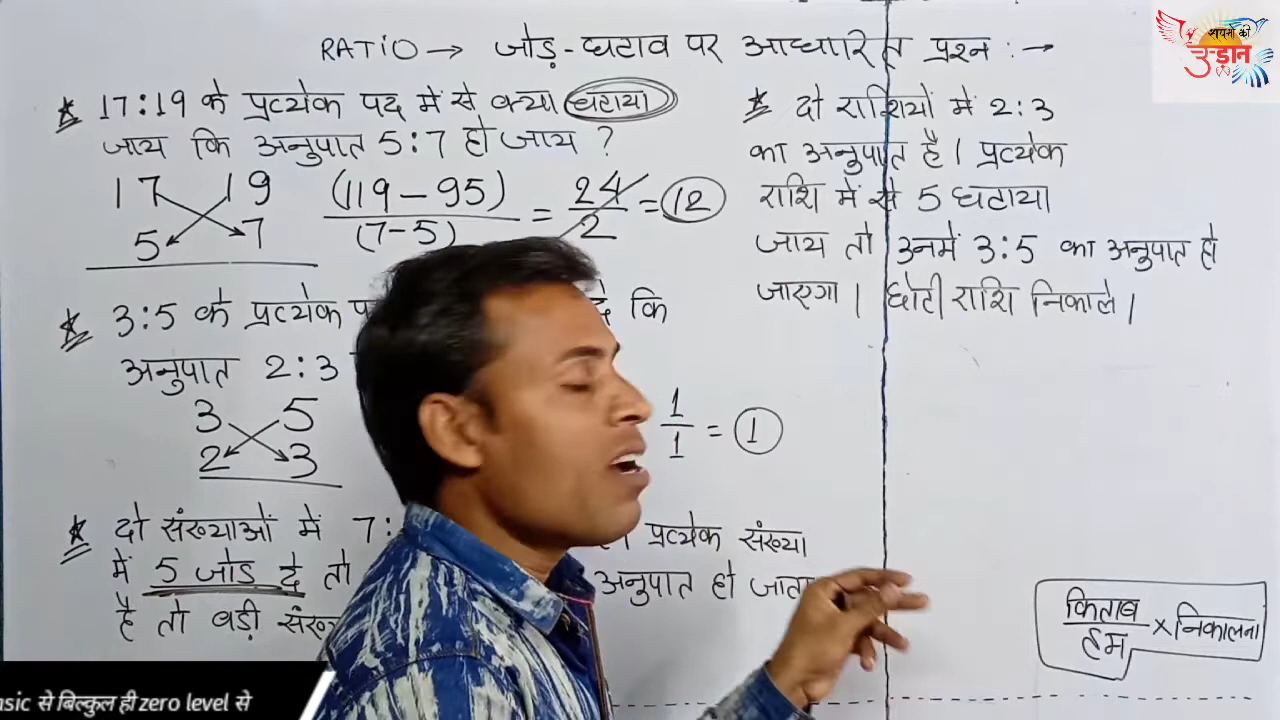 RATIO → जोड़ - घटाव पर आधारित प्रश्न : →
सपनों की
उड़ान
* 17:19 के प्रत्येक पद में से क्या घटाया
जाय कि अनुपात 5:7 हो जाय ?
17 19
5 7
(119 - 95)
(7-5)
= 24
2
= 12
* 3:5 के प्रत्येक
दे कि
अनुपात 2:3
3 5
2 3
1
1
= 1
* दो संख्याओं में 7:
प्रत्येक संख्या
में 5 जोड़ दे तो
अनुपात हो जाता
है तो बड़ी
* दो राशियों में 2:3
का अनुपात है। प्रत्येक
राशि में से 5 घटाया
जाय तो उनमें 3:5 का अनुपात हो
जाएगा। छोटी राशि निकाले।
किताब
हम
× निकालना
से बिल्कुल ही zero level से